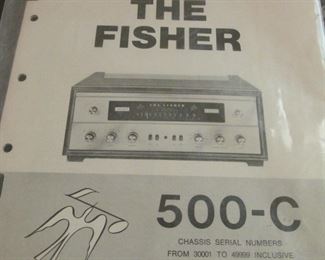 THE
FISHER
THE FISHER
500-C
CHASSIS SERIAL NUMBERS
FROM 30001 TO 49999 INCLUSIVE.